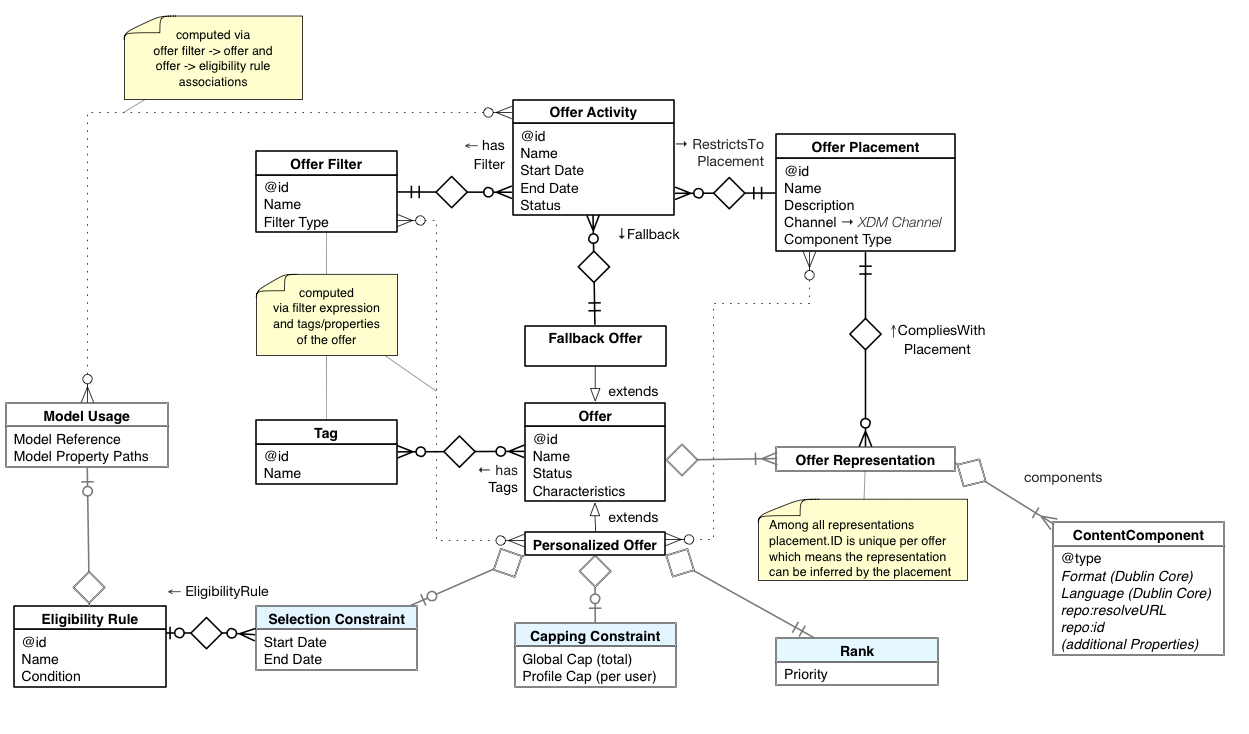 computed via
offer filter -> offer and
offer -> eligibility rule
associations
Offer Activity
@id
Name
Start Date
End Date
Status
← has
Filter
→ RestrictsTo
Placement
Offer Placement
@id
Name
Description
Channel → XDM Channel
Component Type
Offer Filter
@id
Name
Filter Type
↓Fallback
computed
via filter expression
and tags/properties
of the offer
Fallback Offer
↑CompliesWith
Placement
extends
Model Usage
Model Reference
Model Property Paths
Tag
@id
Name
Offer
@id
Name
Status
Characteristics
← has
Tags
Offer Representation
components
extends
Among all representations
placement.ID is unique per offer
which means the representation
can be inferred by the placement
Personalized Offer
ContentComponent
@type
Format (Dublin Core)
Language (Dublin Core)
repo:resolveURL
repo:id
(additional Properties)
← EligibilityRule
Eligibility Rule
@id
Name
Condition
Selection Constraint
Start Date
End Date
Capping Constraint
Global Cap (total)
Profile Cap (per user)
Rank
Priority